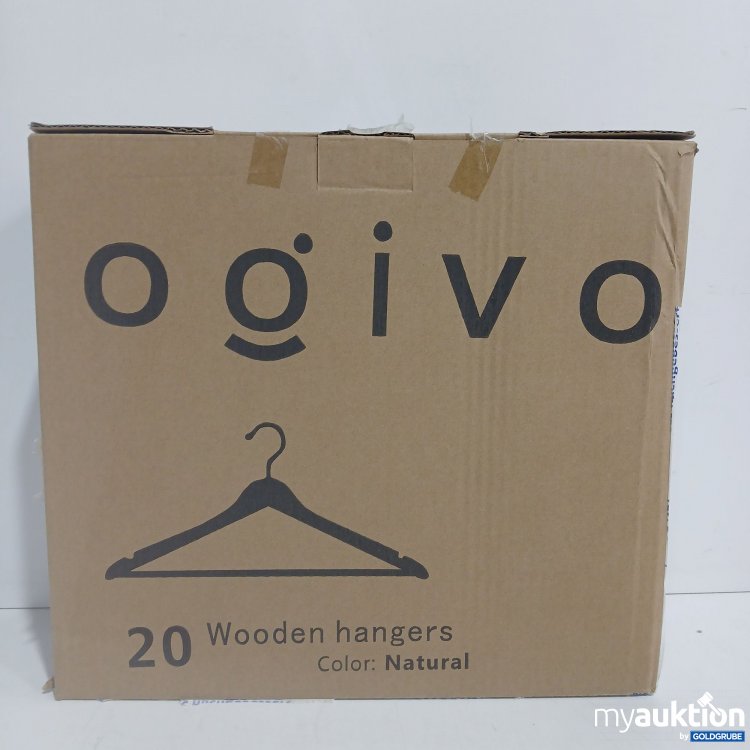 ogivo
20 Wooden hangers
Color: Natural
myauktion
by GOLDGRUBE